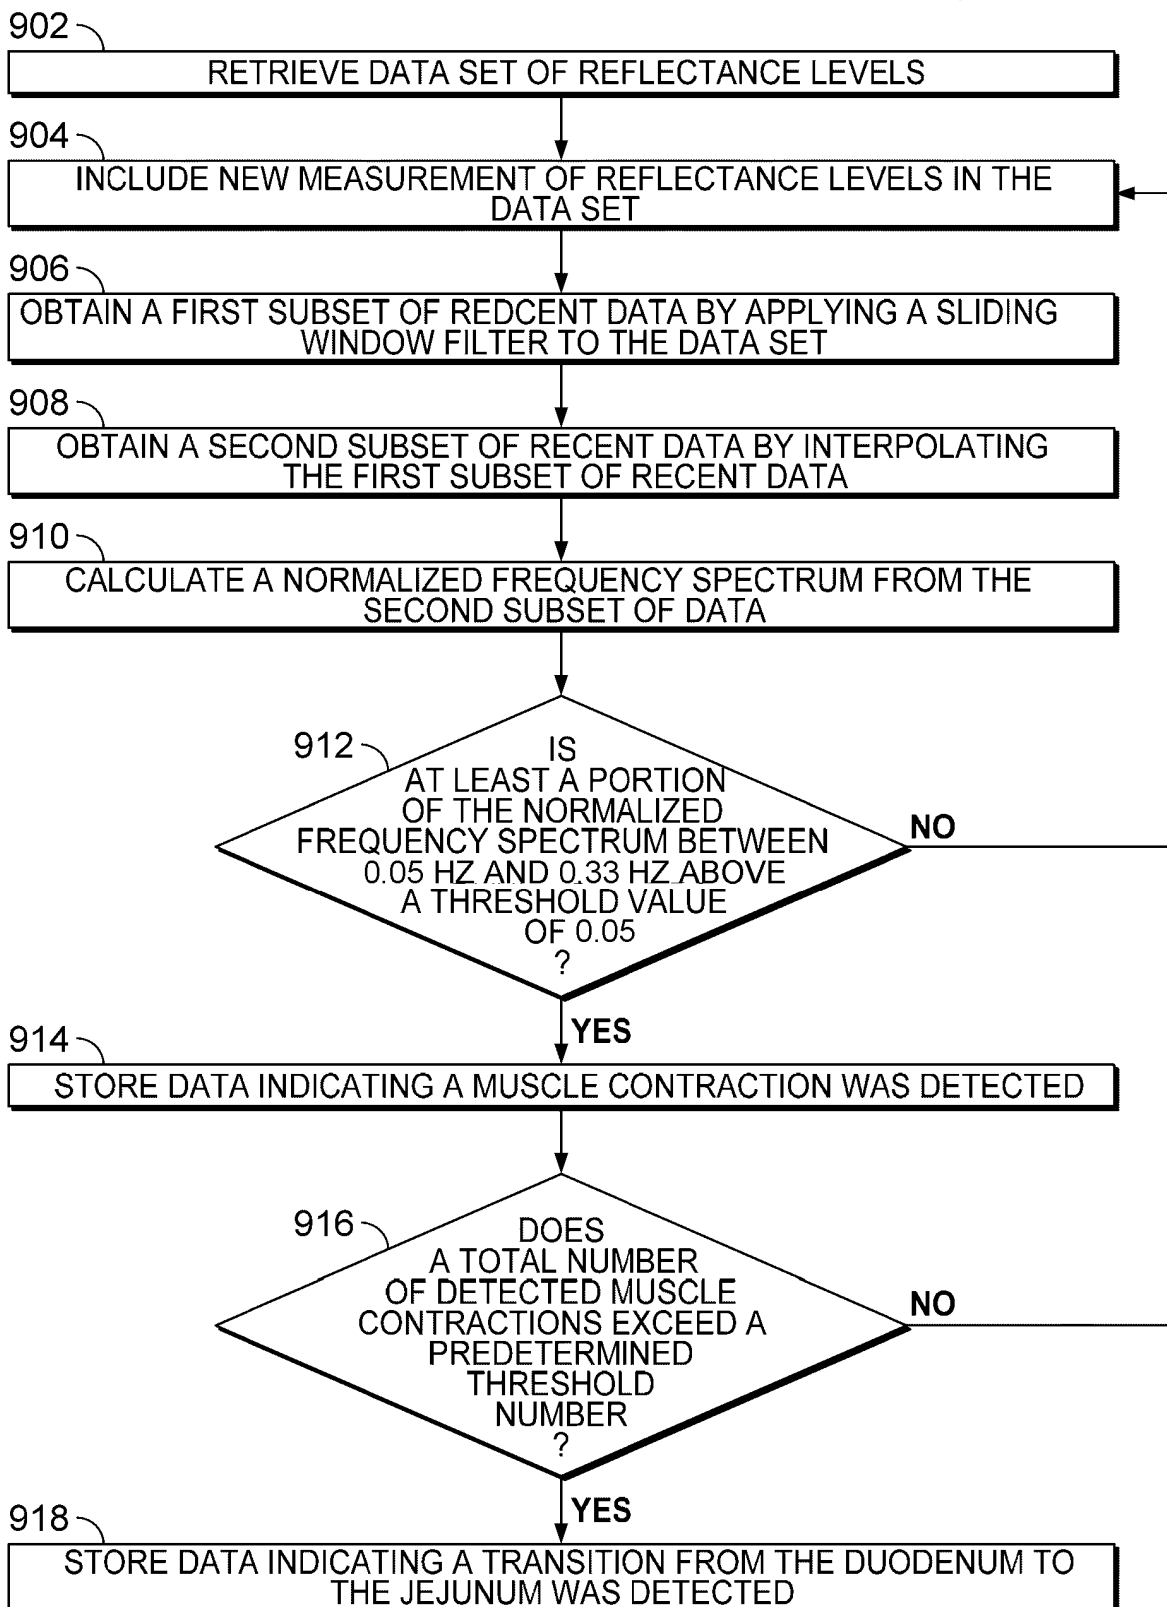 902
RETRIEVE DATA SET OF REFLECTANCE LEVELS
904
INCLUDE NEW MEASUREMENT OF REFLECTANCE LEVELS IN THE
DATA SET
906
OBTAIN A FIRST SUBSET OF REDCENT DATA BY APPLYING A SLIDING
WINDOW FILTER TO THE DATA SET
908
OBTAIN A SECOND SUBSET OF RECENT DATA BY INTERPOLATING
THE FIRST SUBSET OF RECENT DATA
910
CALCULATE A NORMALIZED FREQUENCY SPECTRUM FROM THE
SECOND SUBSET OF DATA
912
IS
AT LEAST A PORTION
OF THE NORMALIZED
FREQUENCY SPECTRUM BETWEEN
0.05 HZ AND 0.33 HZ ABOVE
A THRESHOLD VALUE
OF 0.05
?
NO
YES
914
STORE DATA INDICATING A MUSCLE CONTRACTION WAS DETECTED
916
DOES
A TOTAL NUMBER
OF DETECTED MUSCLE
CONTRACTIONS EXCEED A
PREDETERMINED
THRESHOLD
NUMBER
?
NO
YES
918
STORE DATA INDICATING A TRANSITION FROM THE DUODENUM TO
THE JEJUNUM WAS DETECTED